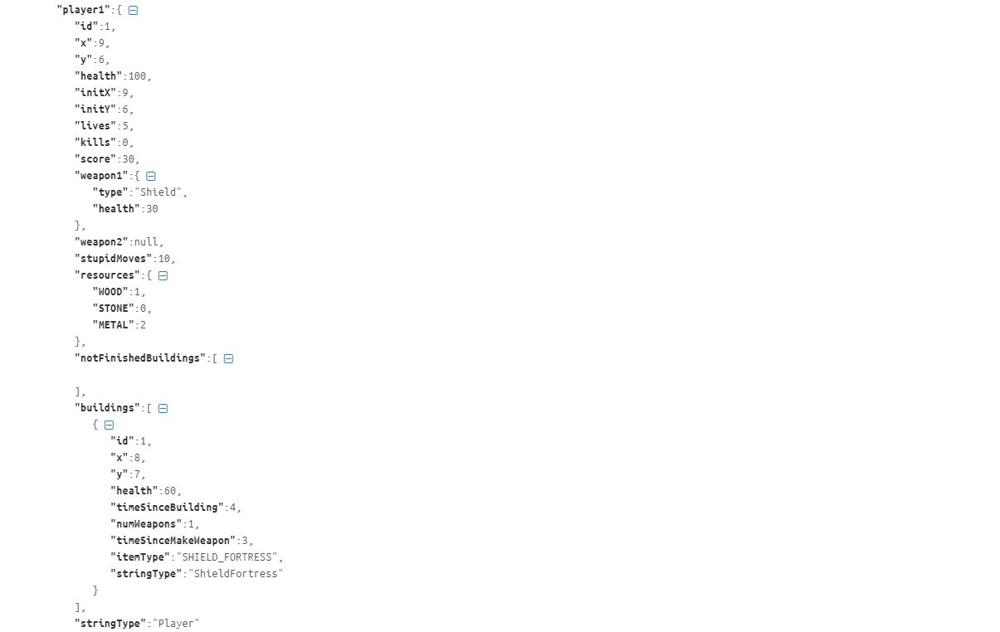 "player1":{
"id":1,
"x":9,
"y":6,
"health":100,
"initX":9,
"initY":6,
"lives":5,
"kills":0,
"score":30,
"weapon1":{
"type":"Shield",
"health":30
},
"weapon2":null,
"stupidMoves":10,
"resources":{
"WOOD":1,
"STONE":0,
"METAL":2
},
"notFinishedBuildings":[
],
"buildings":[
{
"id":1,
"x":8,
"y":7,
"health":60,
"timeSinceBuilding":4,
"numWeapons":1,
"timeSinceMakeWeapon":3,
"itemType":"SHIELD_FORTRESS",
"stringType":"ShieldFortress"
}
],
"stringType":"Player"